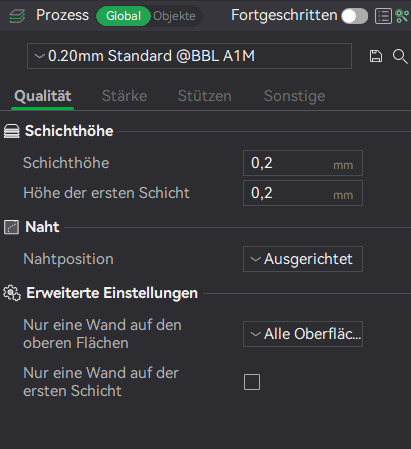 Prozess Global Objekte Fortgeschritten
0.20mm Standard @BBL A1M
Qualität Stärke Stützen Sonstige
Schichthöhe
Schichthöhe 0,2 mm
Höhe der ersten Schicht 0,2 mm
Naht
Nahtposition Ausgerichtet
Erweiterte Einstellungen
Nur eine Wand auf den
oberen Flächen
Alle Oberfläc...
Nur eine Wand auf der
ersten Schicht